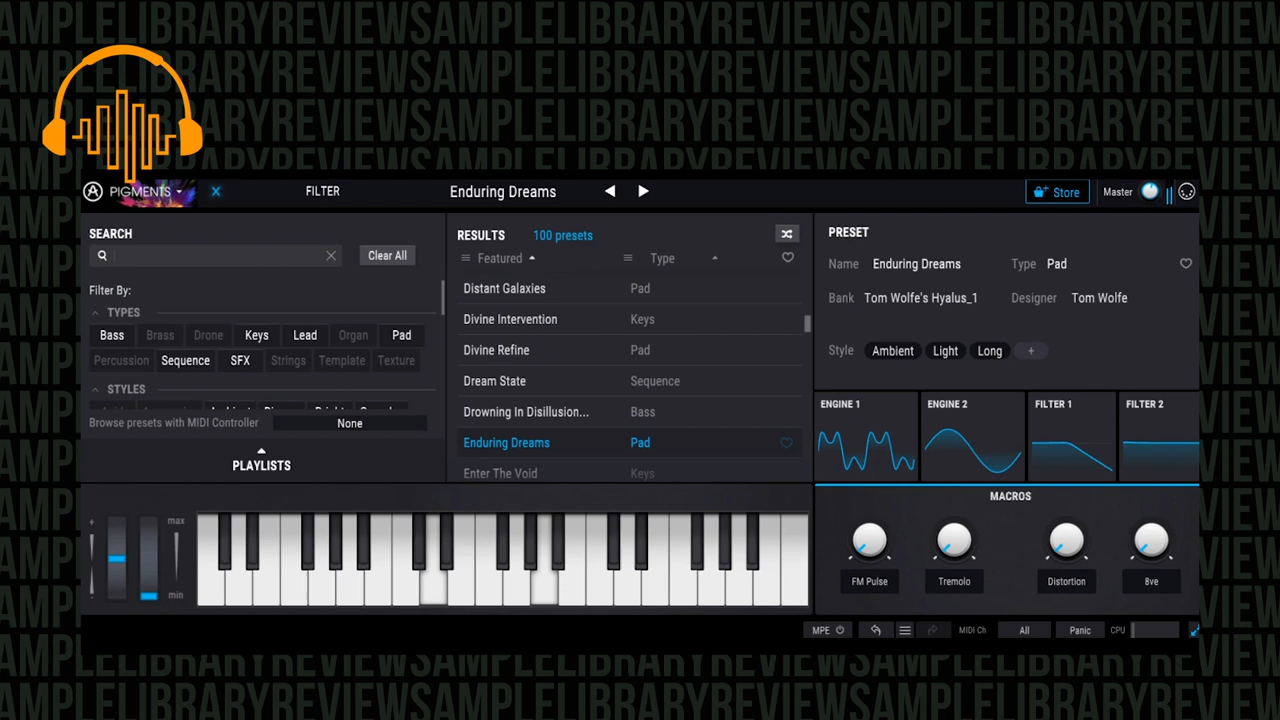 SAMPLELIBRARYREVIEWSAMPLELIBRARYREVIEW
PIGMENTS
FILTER
Enduring Dreams
Store
Master
SEARCH
Clear All
Filter By:
TYPES
Bass Brass Drone Keys Lead Organ Pad
Percussion Sequence SFX Strings Template Texture
STYLES
Browse presets with MIDI Controller None
PLAYLISTS
RESULTS 100 presets
Featured Type
Distant Galaxies Pad
Divine Intervention Keys
Divine Refine Pad
Dream State Sequence
Drowning In Disillusion... Bass
Enduring Dreams Pad
Enter The Void Keys
PRESET
Name Enduring Dreams Type Pad
Bank Tom Wolfe's Hyalus_1 Designer Tom Wolfe
Style Ambient Light Long +
ENGINE 1 ENGINE 2 FILTER 1 FILTER 2
MACROS
FM Pulse Tremolo Distortion 8ve
+ max
- min
MPE MIDI Ch All Panic CPU